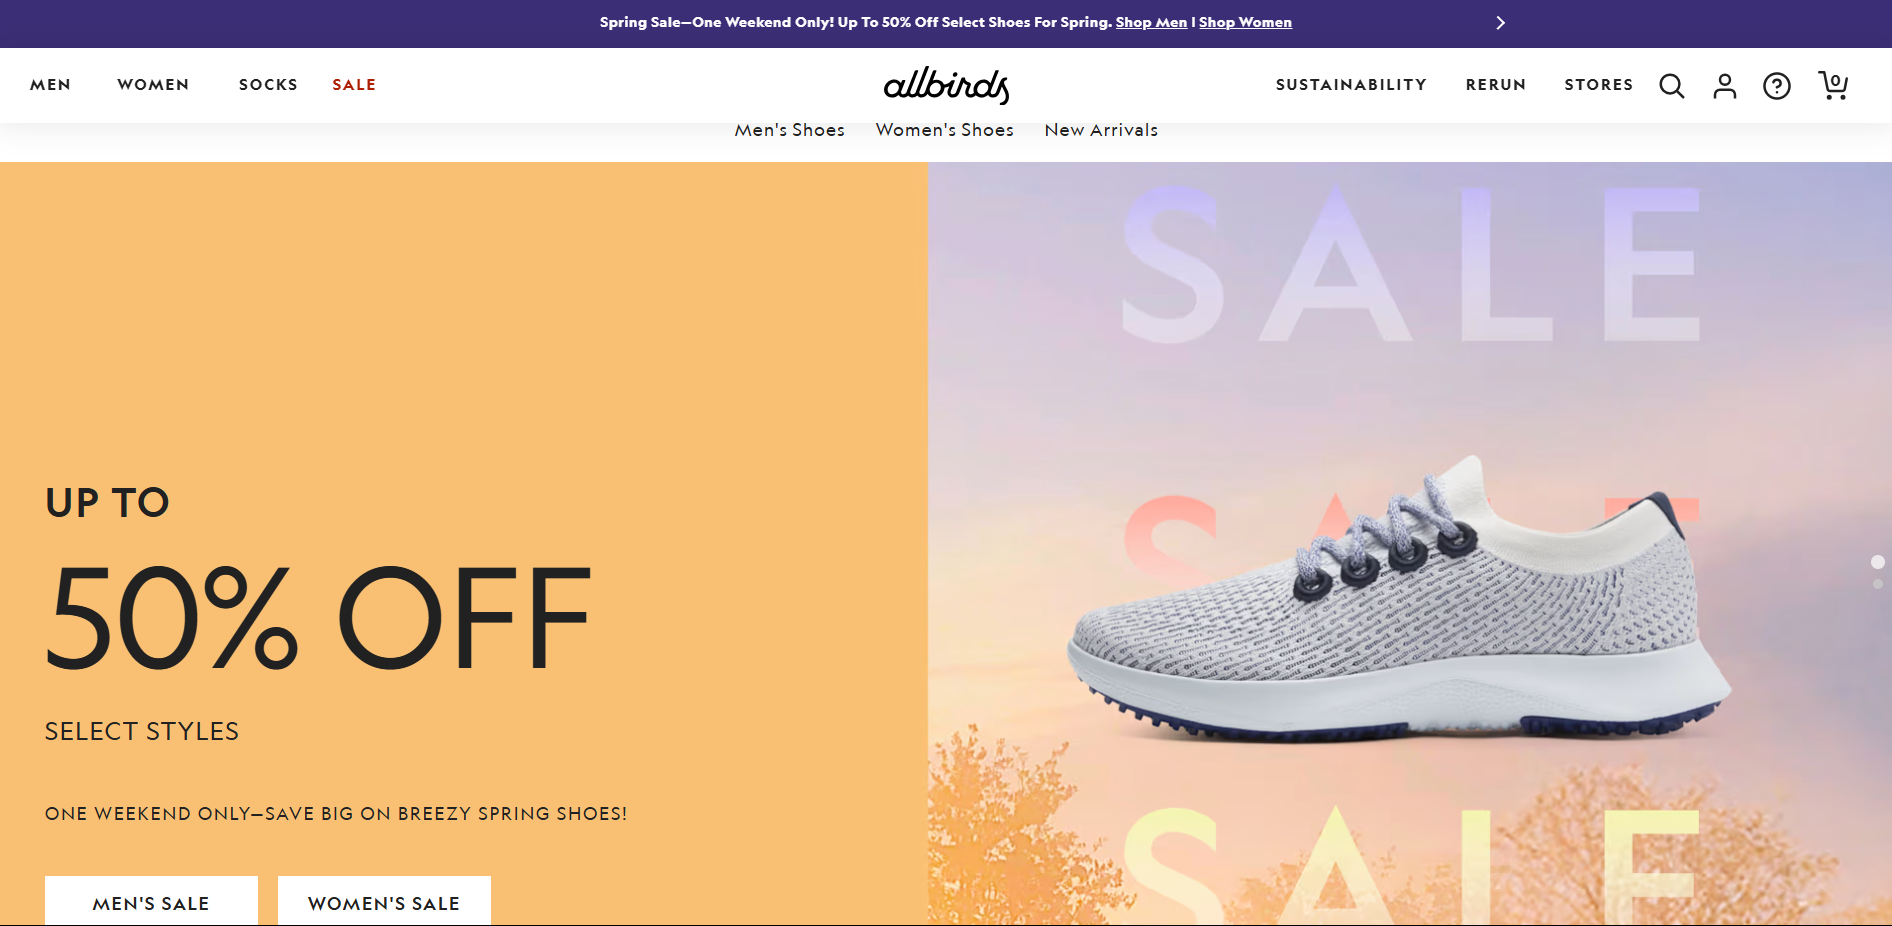 Spring Sale—One Weekend Only! Up To 50% Off Select Shoes For Spring. Shop Men | Shop Women
MEN WOMEN SOCKS SALE allbirds SUSTAINABILITY RERUN STORES 0
Men's Shoes Women's Shoes New Arrivals
SALE
UP TO
50% OFF
SELECT STYLES
ONE WEEKEND ONLY—SAVE BIG ON BREEZY SPRING SHOES!
MEN'S SALE WOMEN'S SALE
SALE
SALE